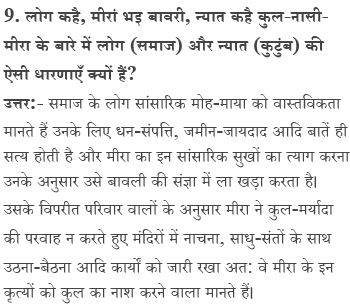 9. लोग कहै, मीरां भइ बावरी, न्यात कहै कुल-नासी-
मीरा के बारे में लोग (समाज) और न्यात (कुटुंब) की
ऐसी धारणाएँ क्यों हैं?
उत्तर:- समाज के लोग सांसारिक मोह-माया को वास्तविकता
मानते हैं उनके लिए धन-संपत्ति, जमीन-जायदाद आदि बातें ही
सत्य होती है और मीरा का इन सांसारिक सुखों का त्याग करना
उनके अनुसार उसे बावली की संज्ञा में ला खड़ा करता है।
उसके विपरीत परिवार वालों के अनुसार मीरा ने कुल-मर्यादा
की परवाह न करते हुए मंदिरों में नाचना, साधु-संतों के साथ
उठना-बैठना आदि कार्यों को जारी रखा अत: वे मीरा के इन
कृत्यों को कुल का नाश करने वाला मानते हैं।